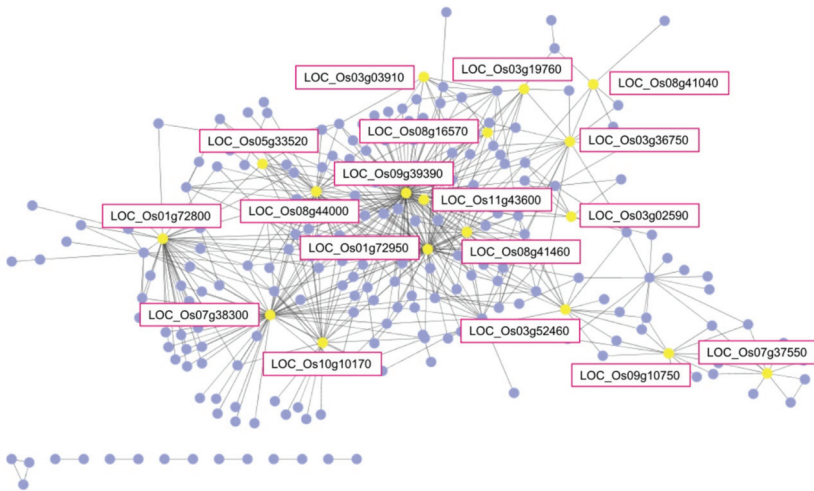 LOC_Os03g03910
LOC_Os03g19760
LOC_Os08g41040
LOC_Os08g16570
LOC_Os05g33520
LOC_Os03g36750
LOC_Os09g39390
LOC_Os11g43600
LOC_Os01g72800
LOC_Os08g44000
LOC_Os03g02590
LOC_Os01g72950
LOC_Os08g41460
LOC_Os07g38300
LOC_Os03g52460
LOC_Os10g10170
LOC_Os07g37550
LOC_Os09g10750